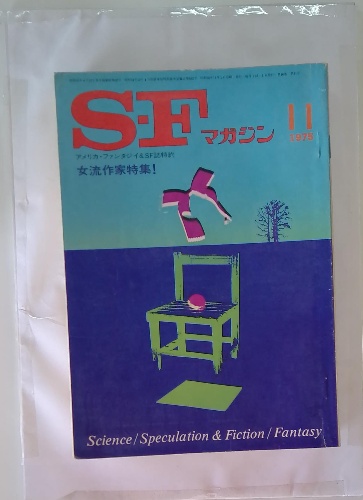 S-Fマガジン 11
アメリカ・ファンタジイ&SF誌特約
女流作家特集!
Science/Speculation & Fiction/Fantasy